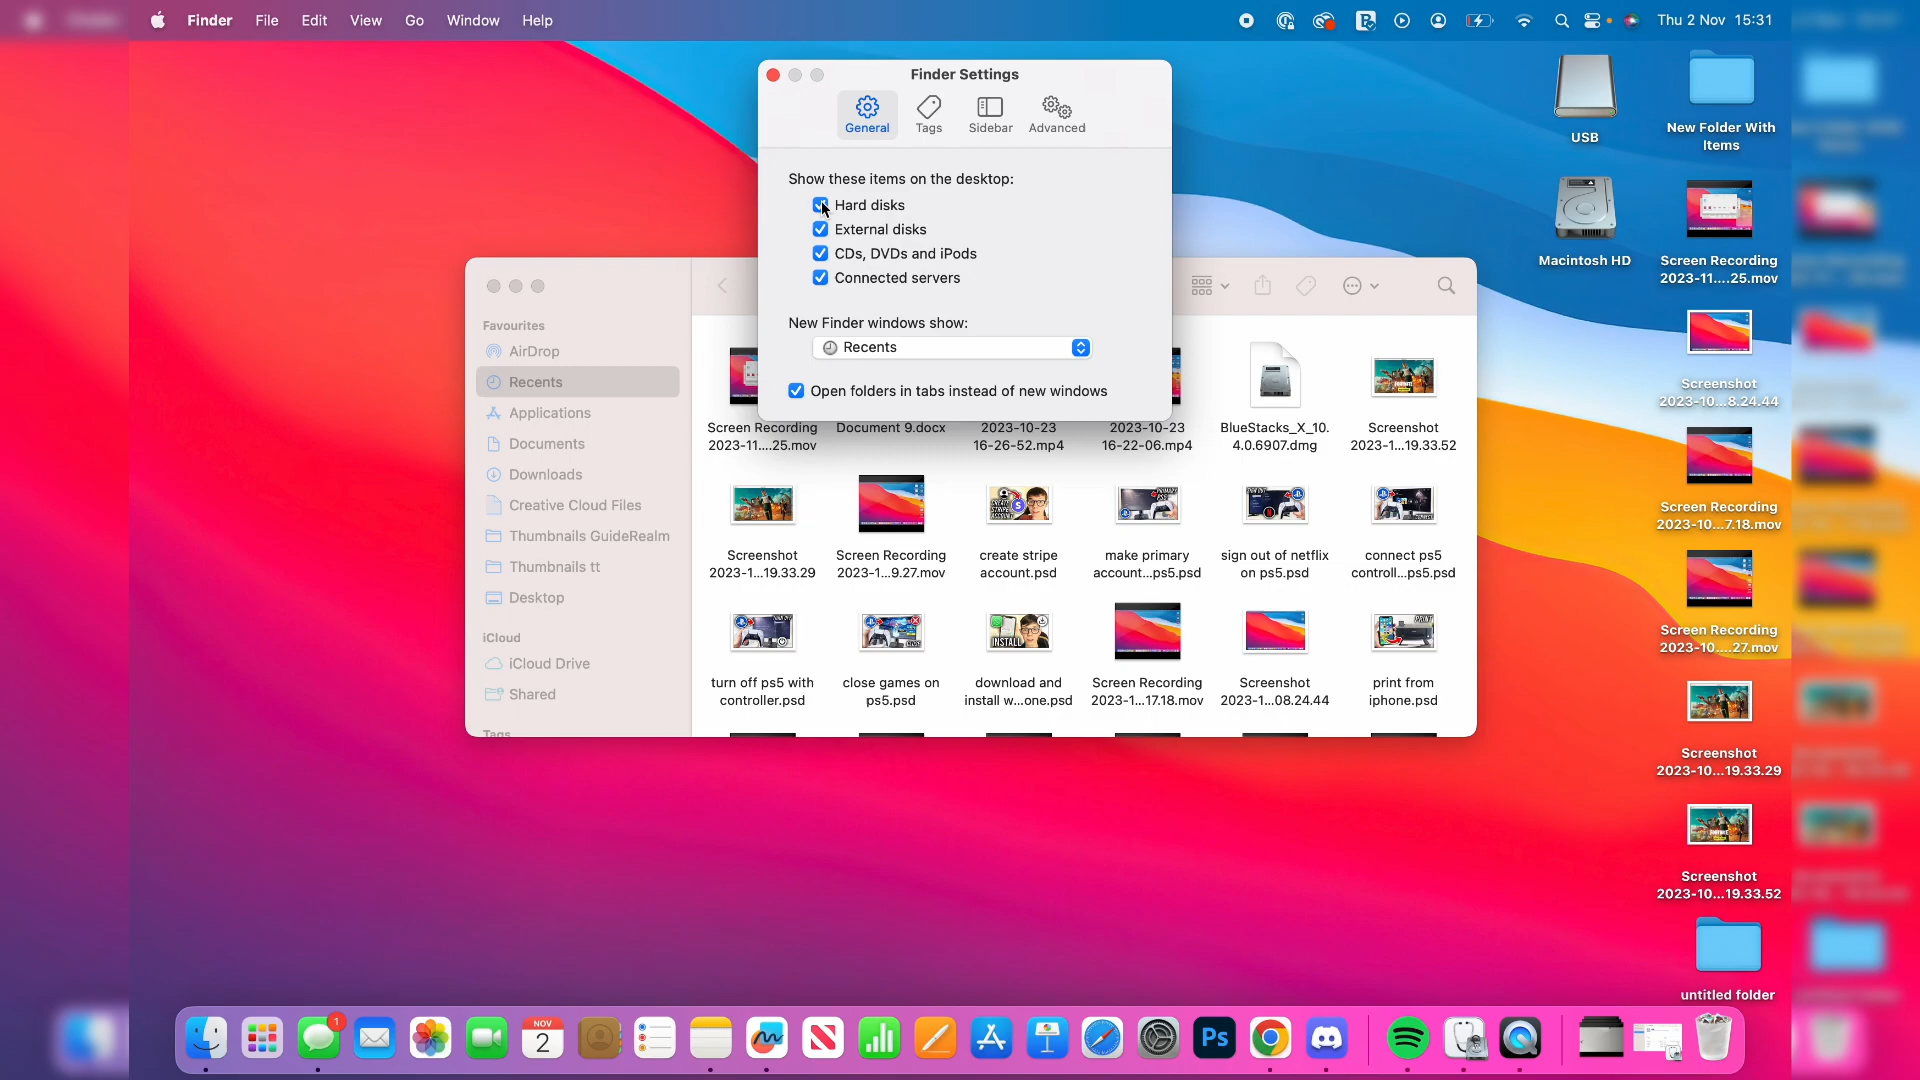 Finder File Edit View Go Window Help
Thu 2 Nov 15:31
Finder Settings
General Tags Sidebar Advanced
Show these items on the desktop:
Hard disks
External disks
CDs, DVDs and iPods
Connected servers
New Finder windows show:
Recents
Open folders in tabs instead of new windows
Favourites
AirDrop
Recents
Applications
Documents
Downloads
Creative Cloud Files
Thumbnails GuideRealm
Thumbnails tt
Desktop
iCloud
iCloud Drive
Shared
Tags
Screen Recording
2023-11....25.mov
Document 9.docx
2023-10-23
16-26-52.mp4
2023-10-23
16-22-06.mp4
BlueStacks_X_10.
4.0.6907.dmg
Screenshot
2023-1...19.33.52
Screenshot
2023-1...19.33.29
Screen Recording
2023-1...9.27.mov
create stripe
account.psd
make primary
account...ps5.psd
sign out of netflix
on ps5.psd
connect ps5
controll...ps5.psd
turn off ps5 with
controller.psd
close games on
ps5.psd
download and
install w...one.psd
Screen Recording
2023-1...17.18.mov
Screenshot
2023-1...08.24.44
print from
iphone.psd
USB
New Folder With
Items
Macintosh HD
Screen Recording
2023-11....25.mov
Screenshot
2023-10...8.24.44
Screen Recording
2023-10...7.18.mov
Screen Recording
2023-10....27.mov
Screenshot
2023-10...19.33.29
Screenshot
2023-10...19.33.52
untitled folder
1
NOV
2
Ps
INSTALL